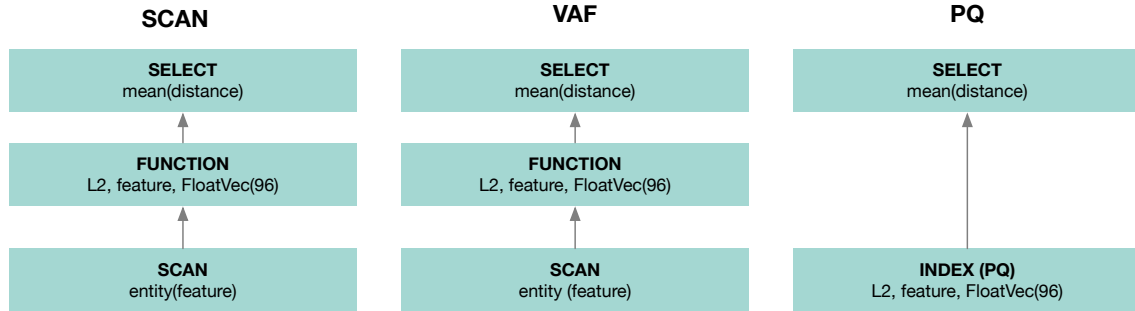 SCAN
SELECT
mean(distance)
FUNCTION
L2, feature, FloatVec(96)
SCAN
entity(feature)
VAF
SELECT
mean(distance)
FUNCTION
L2, feature, FloatVec(96)
SCAN
entity (feature)
PQ
SELECT
mean(distance)
INDEX (PQ)
L2, feature, FloatVec(96)